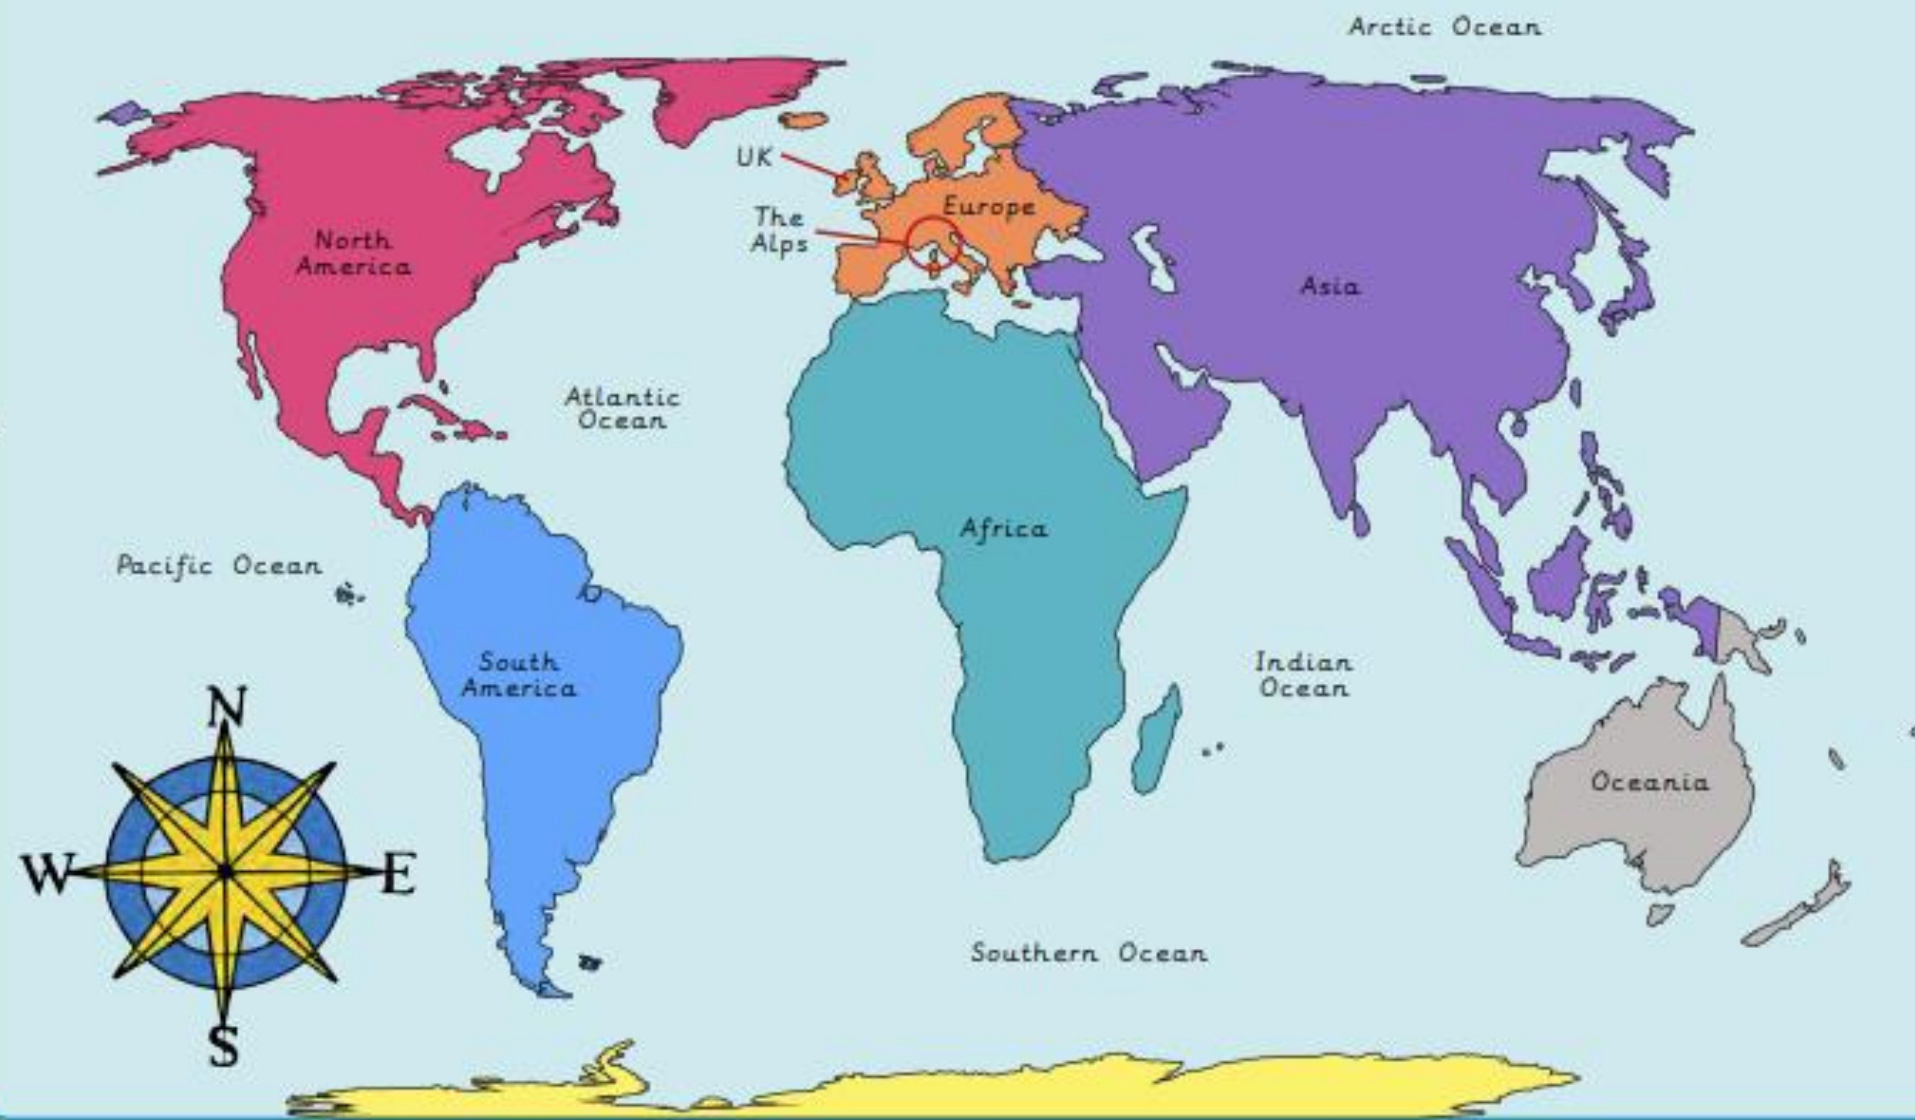 Arctic Ocean
UK
The
Alps
Europe
North
America
Asia
Atlantic
Ocean
Africa
Pacific Ocean
South
America
Indian
Ocean
N
W
E
S
Oceania
Southern Ocean